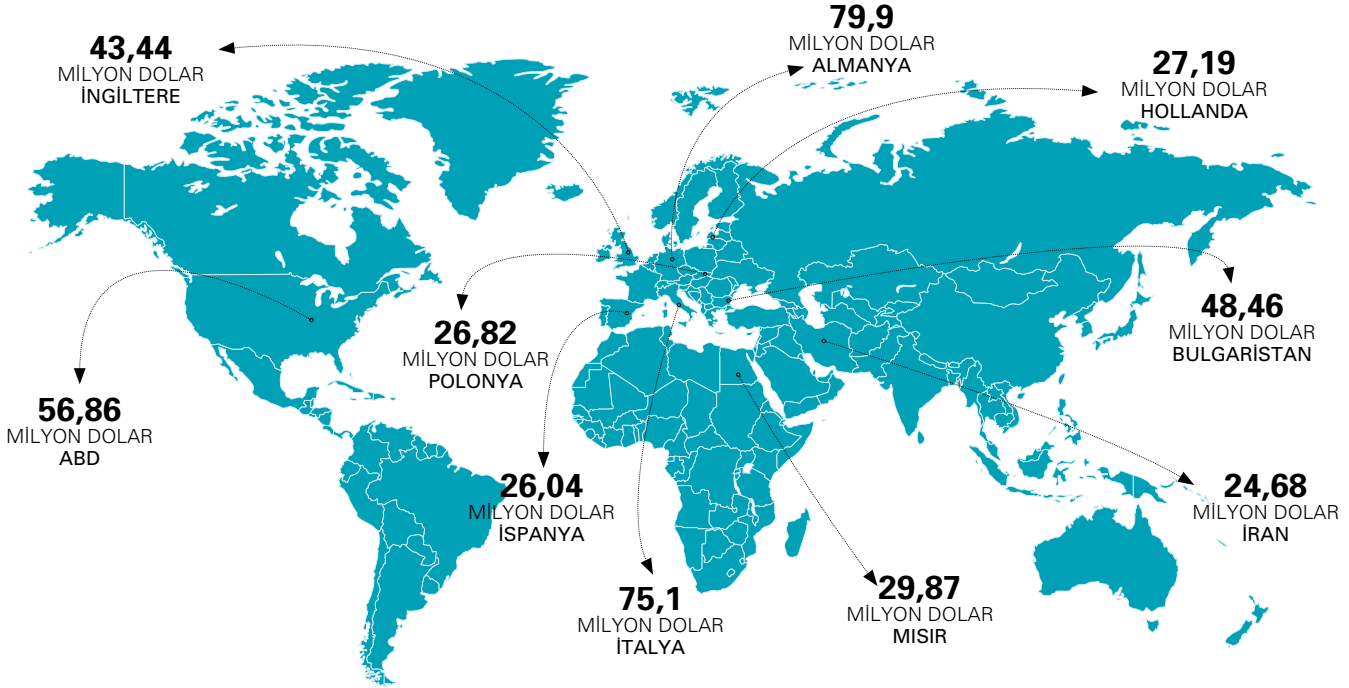 43,44
MİLYON DOLAR
İNGİLTERE
79,9
MİLYON DOLAR
ALMANYA
27,19
MİLYON DOLAR
HOLLANDA
56,86
MİLYON DOLAR
ABD
26,82
MİLYON DOLAR
POLONYA
48,46
MİLYON DOLAR
BULGARİSTAN
26,04
MİLYON DOLAR
İSPANYA
75,1
MİLYON DOLAR
İTALYA
29,87
MİLYON DOLAR
MISIR
24,68
MİLYON DOLAR
İRAN